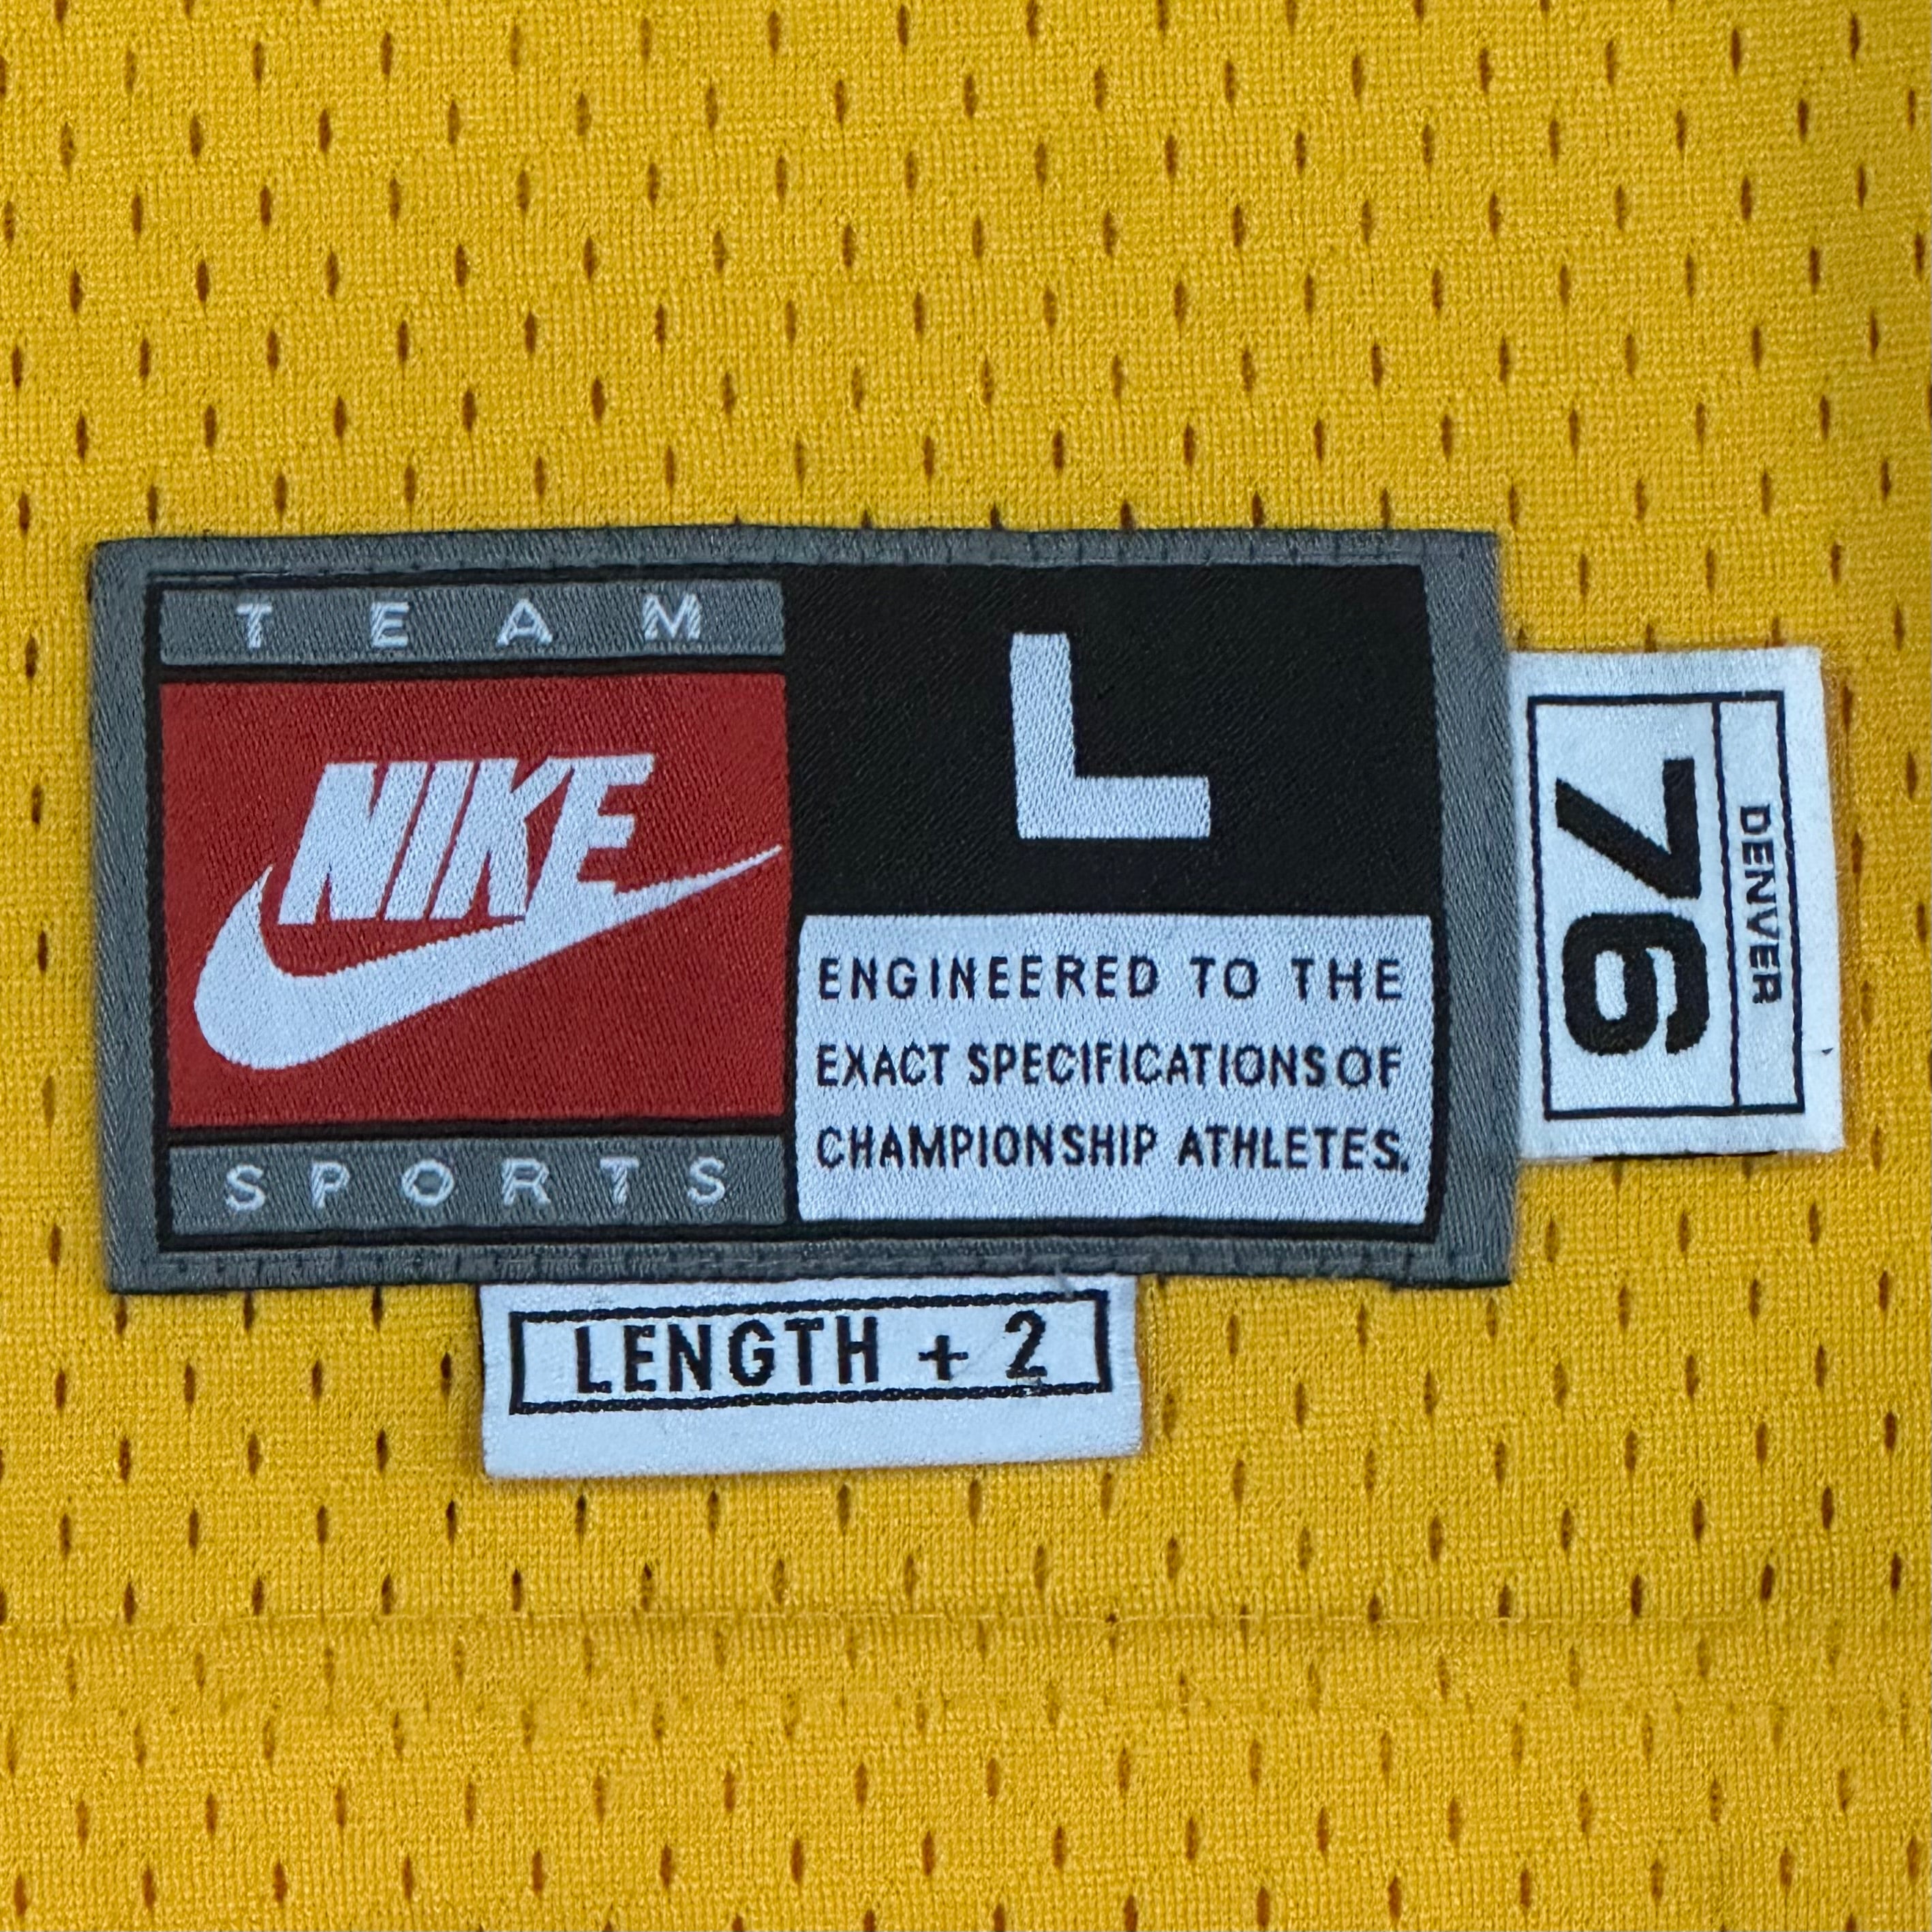 TEAM
NIKE
SPORTS
L
ENGINEERED TO THE
EXACT SPECIFICATIONS OF
CHAMPIONSHIP ATHLETES.
DENVER
76
LENGTH + 2